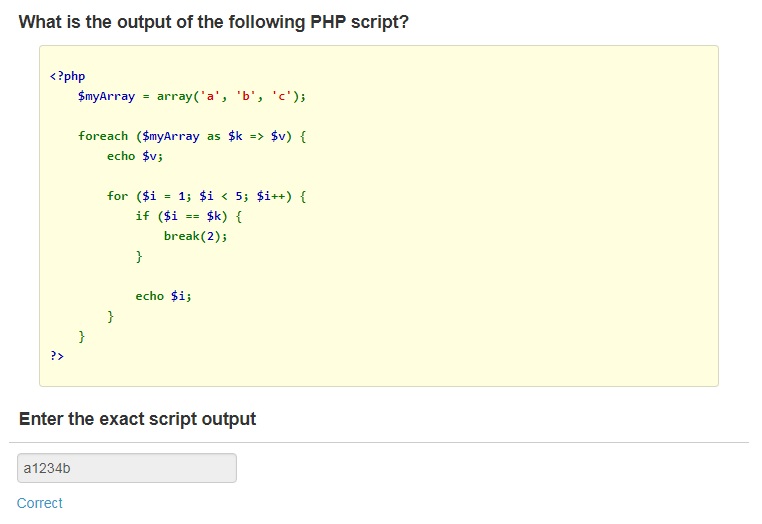 What is the output of the following PHP script?
<?php
$myArray = array('a', 'b', 'c');
foreach ($myArray as $k => $v) {
echo $v;
for ($i = 1; $i < 5; $i++) {
if ($i == $k) {
break(2);
}
echo $i;
}
}
?>
Enter the exact script output
a1234b
Correct